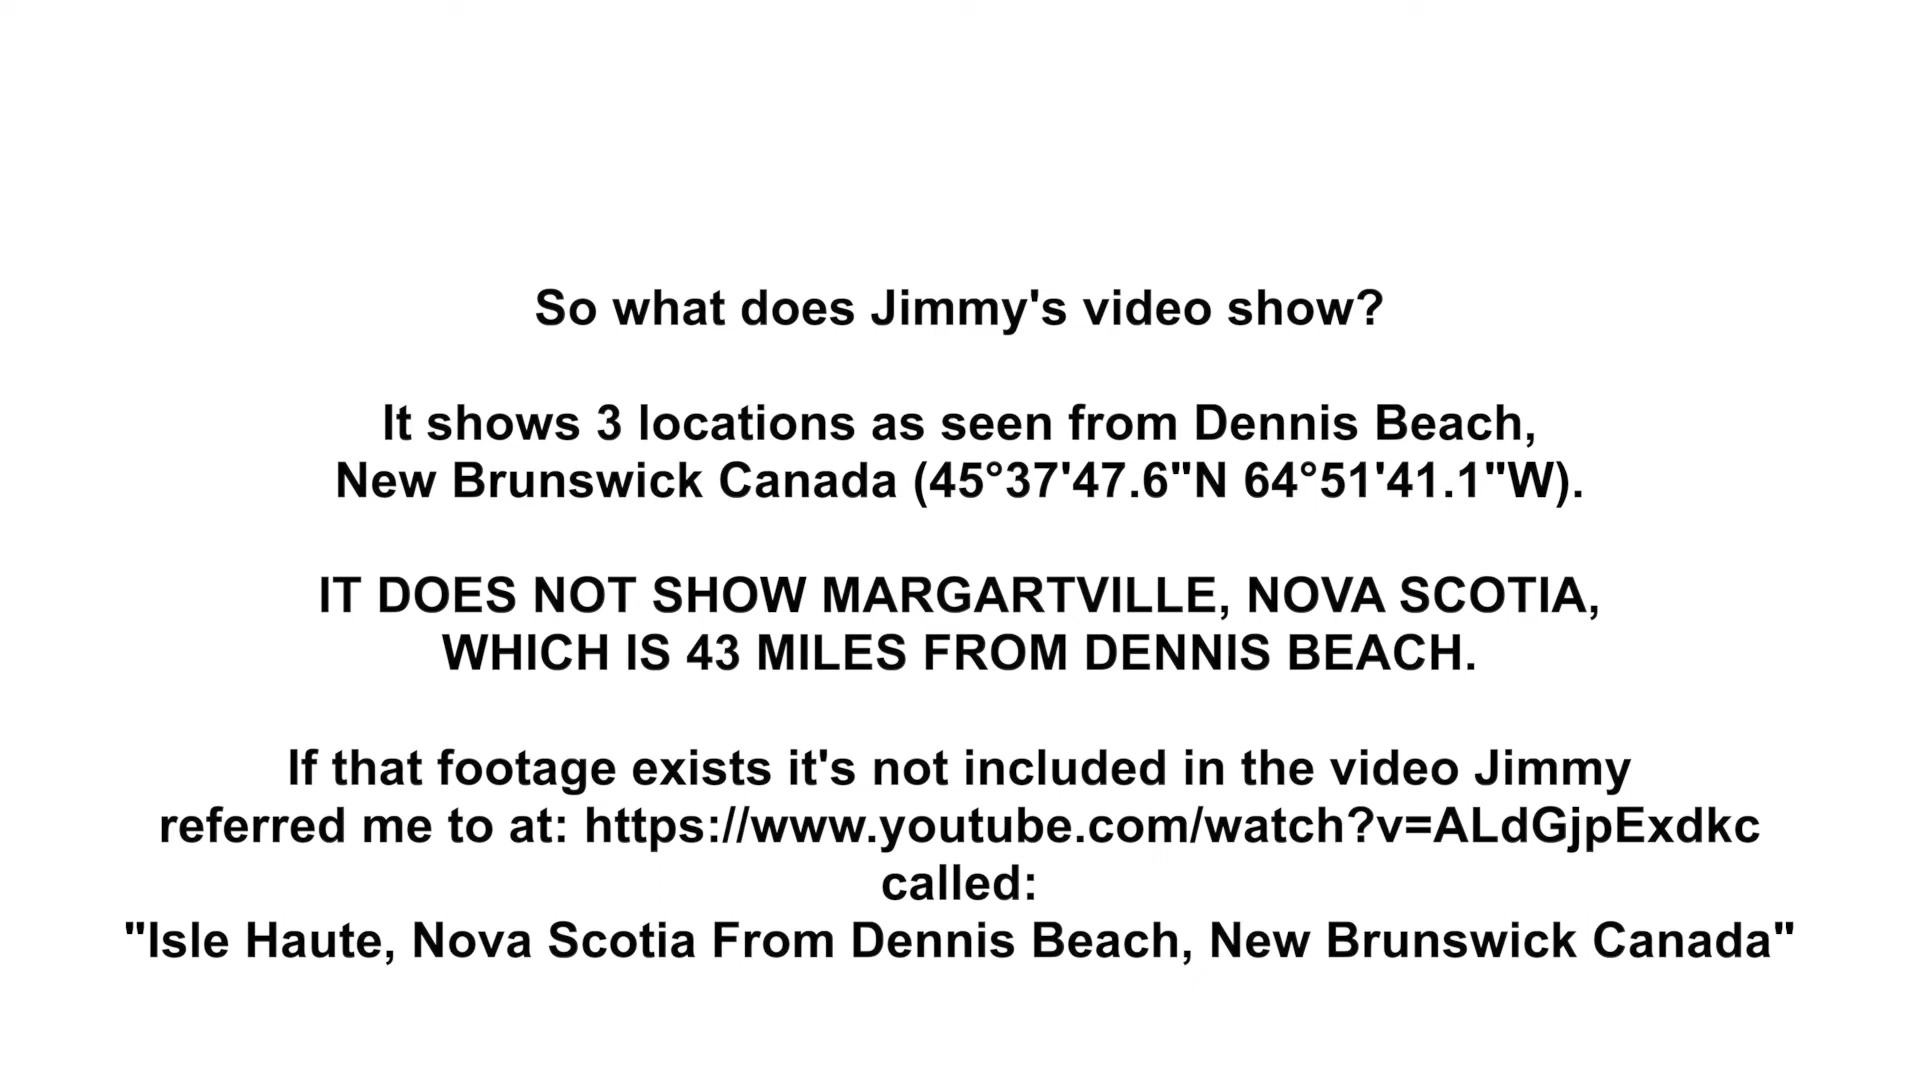 So what does Jimmy's video show?
It shows 3 locations as seen from Dennis Beach,
New Brunswick Canada (45°37'47.6"N 64°51'41.1"W).
IT DOES NOT SHOW MARGARTVILLE, NOVA SCOTIA,
WHICH IS 43 MILES FROM DENNIS BEACH.
If that footage exists it's not included in the video Jimmy
referred me to at: https://www.youtube.com/watch?v=ALdGjpExdkc
called:
"Isle Haute, Nova Scotia From Dennis Beach, New Brunswick Canada"